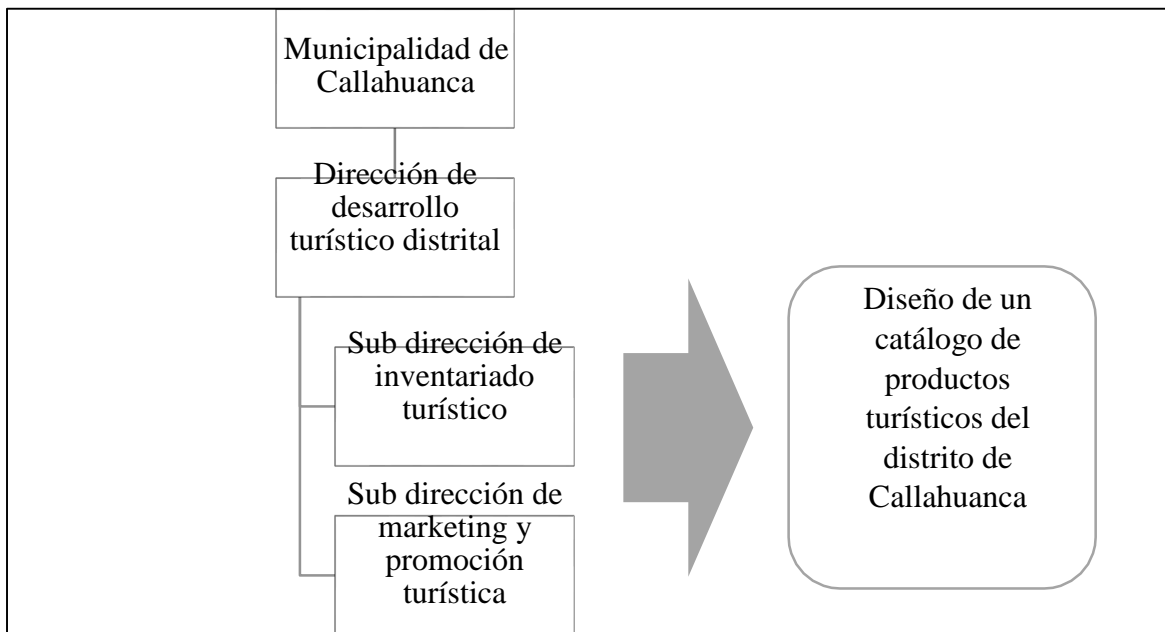 Municipalidad de
Callahuanca
Dirección de
desarrollo
turístico distrital
Sub dirección de
inventariado
turístico
Sub dirección de
marketing y
promoción
turística
Diseño de un
catálogo de
productos
turísticos del
distrito de
Callahuanca